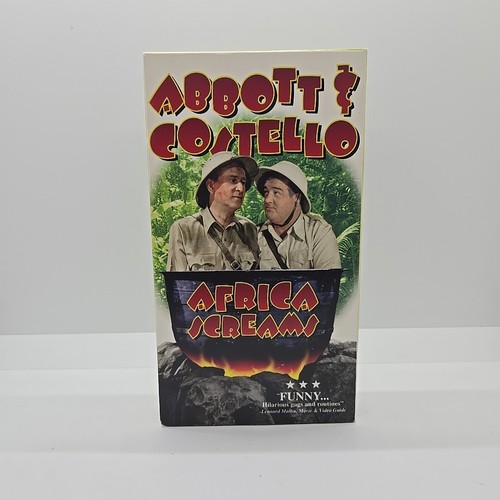 ABBOTT &
COSTELLO
AFRICA
SCREAMS
★★★
"FUNNY...
Hilarious gags and routines"
-Leonard Maltin, Movie & Video Guide